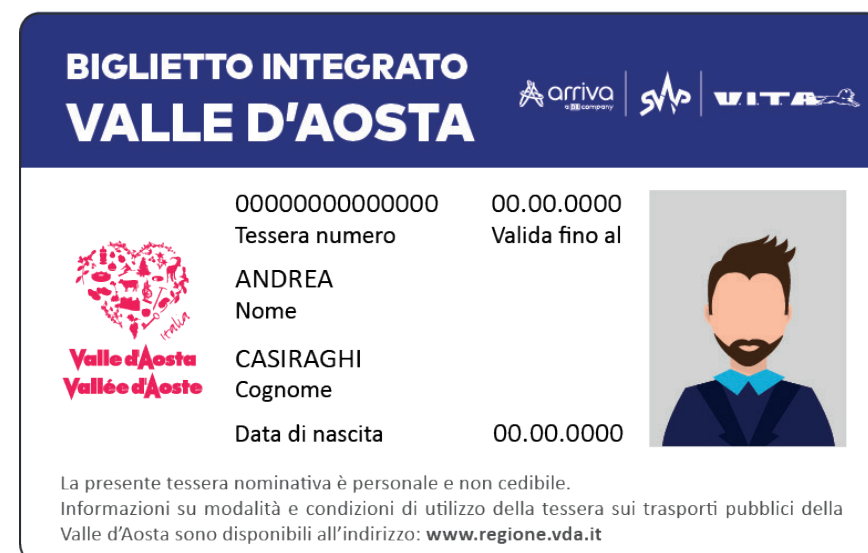 BIGLIETTO INTEGRATO
VALLE D'AOSTA
arriva
a DB company
SVAP
V.I.T.A.
00000000000000 00.00.0000
Tessera numero Valida fino al
ANDREA
Nome
CASIRAGHI
Cognome
Data di nascita 00.00.0000
Italia
Valle d'Aosta
Vallée d'Aoste
La presente tessera nominativa è personale e non cedibile.
Informazioni su modalità e condizioni di utilizzo della tessera sui trasporti pubblici della
Valle d'Aosta sono disponibili all'indirizzo: www.regione.vda.it